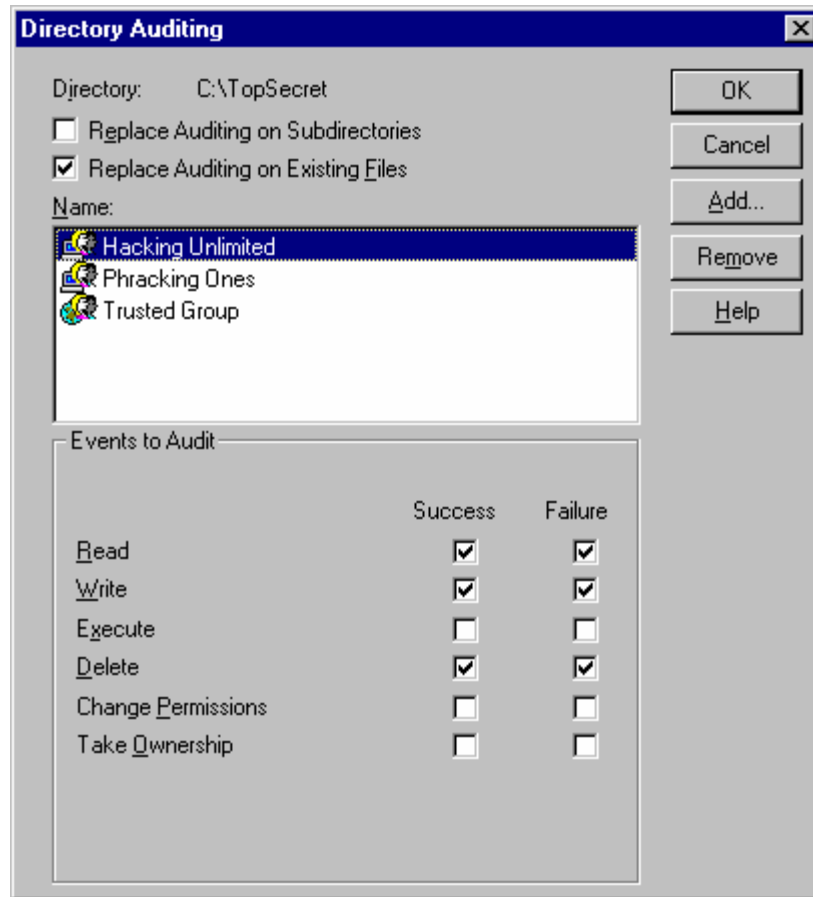 Directory Auditing
Directory: C:\TopSecret
Replace Auditing on Subdirectories
Replace Auditing on Existing Files
Name:
Hacking Unlimited
Phracking Ones
Trusted Group
OK
Cancel
Add...
Remove
Help
Events to Audit
Success Failure
Read
Write
Execute
Delete
Change Permissions
Take Ownership